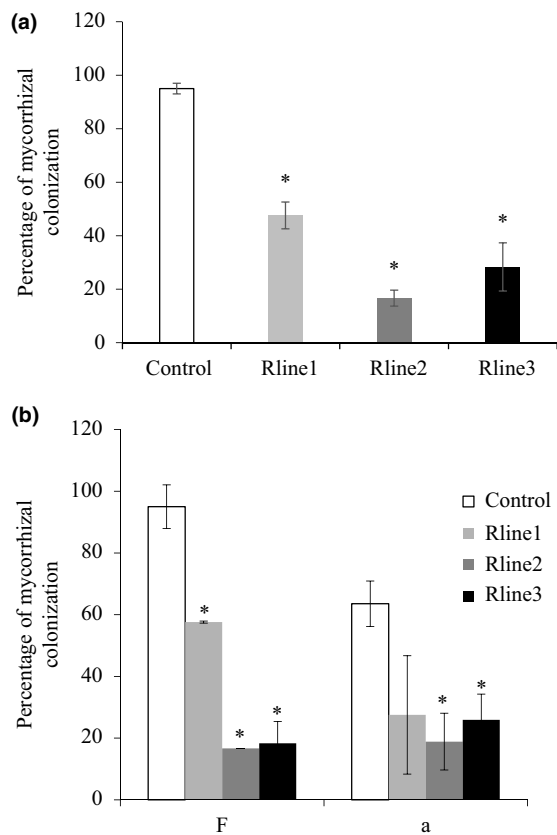 (a)
120
100
80
60
40
20
0
Percentage of mycorrhizal
colonization
*
*
*
Control Rline1 Rline2 Rline3
(b)
120
100
80
60
40
20
0
Percentage of mycorrhizal
colonization
Control
Rline1
Rline2
Rline3
*
*
*
*
*
F a